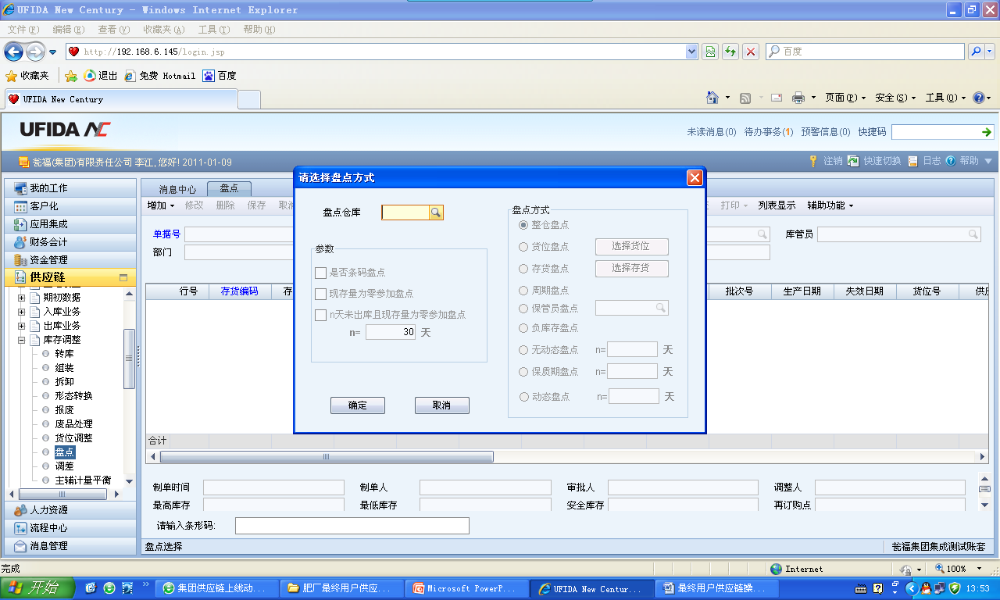 UFIDA New Century - Windows Internet Explorer
文件(F) 编辑(E) 查看(V) 收藏夹(A) 工具(T) 帮助(H)
http://192.168.6.145/login.jsp 百度
收藏夹 退出 免费 Hotmail 百度
UFIDA New Century 页面(P) 安全(S) 工具(O)
UFIDA NC 未读消息(0) 待办事务(1) 预警信息(0) 快捷码
瓮福(集团)有限责任公司 李江, 您好! 2011-01-09 注销 快速切换 日志 帮助
我的工作
客户化
应用集成
财务会计
资金管理
供应链
期初数据
入库业务
出库业务
库存调整
转库
组装
拆卸
形态转换
报废
废品处理
货位调整
盘点
调差
主辅计量平衡
人力资源
流程中心
消息管理
消息中心 盘点
增加 修改 删除 保存 取消 打印 列表显示 辅助功能
单据号 库管员
部门
行号 存货编码 存 批次号 生产日期 失效日期 货位号 供应
请选择盘点方式
盘点仓库
参数
是否条码盘点
现存量为零参加盘点
n天未出库且现存量为零参加盘点
n= 30 天
确定 取消
盘点方式
整仓盘点
货位盘点 选择货位
存货盘点 选择存货
周期盘点
保管员盘点
负库存盘点
无动态盘点 n= 天
保质期盘点 n= 天
动态盘点 n= 天
合计
制单时间 制单人 审批人 调整人
最高库存 最低库存 安全库存 再订购点
请输入条形码:
盘点选择 瓮福集团集成测试账套
完成 Internet 100%
开始 集团供应链上线动... 肥厂最终用户供应... Microsoft PowerP... UFIDA New Centur... 最终用户供应链操... 13:53